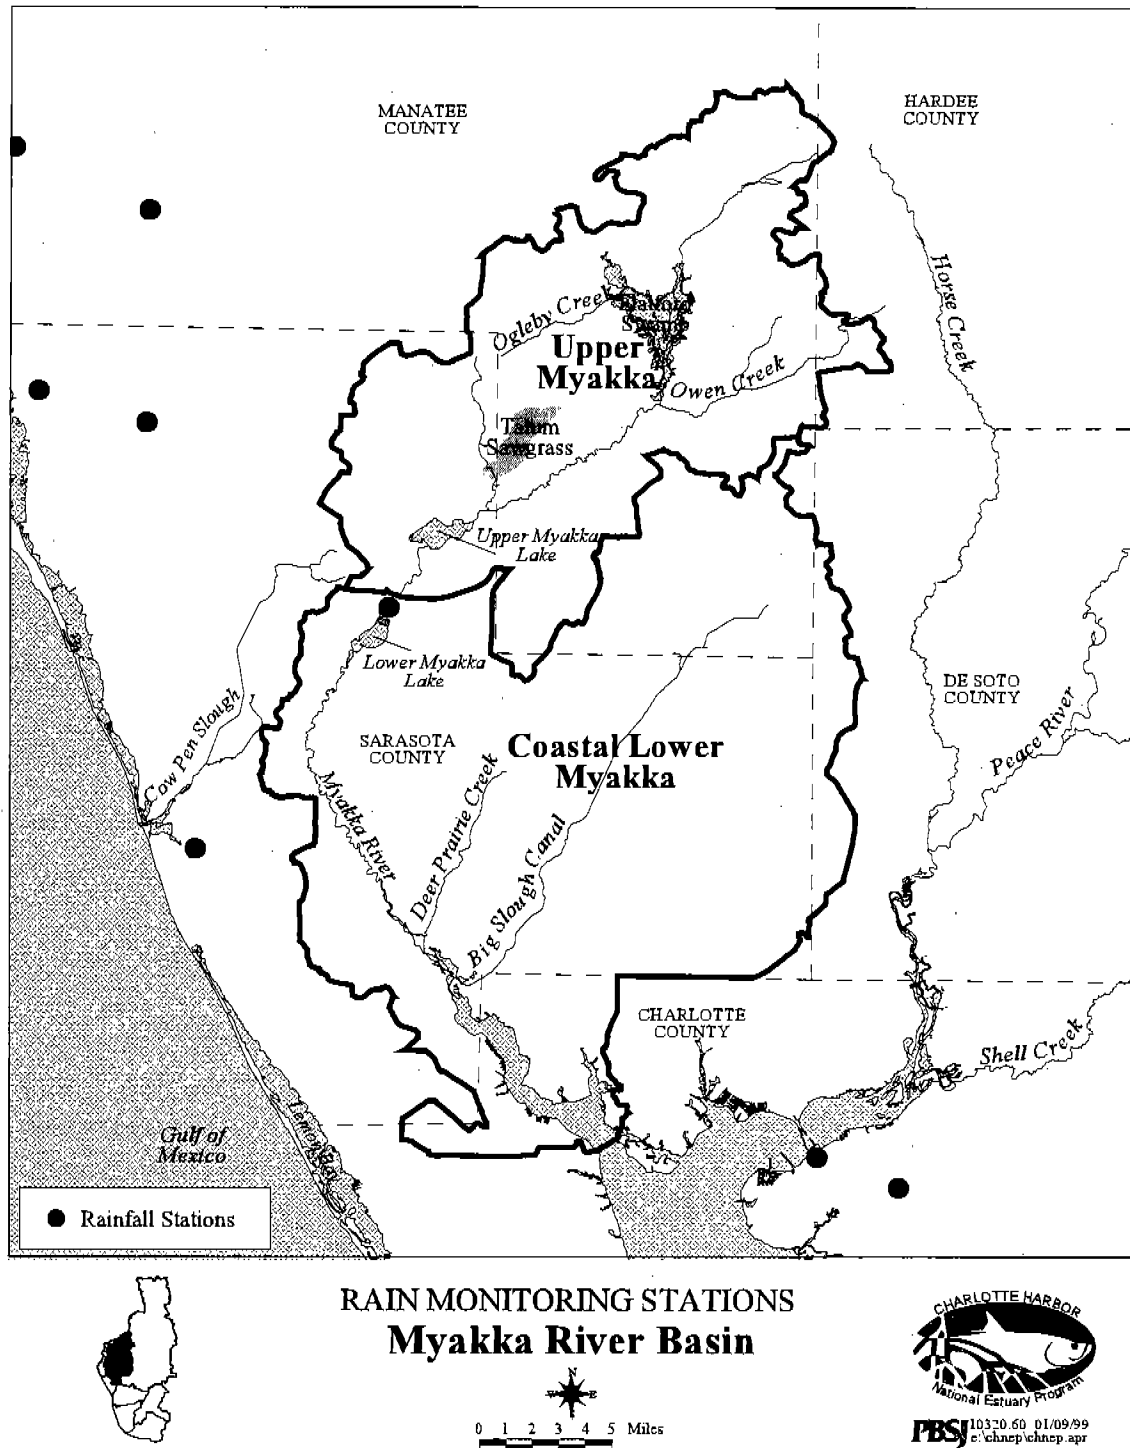 MANATEE
COUNTY
HARDEE
COUNTY
Horse Creek
Ogleby Creek
Flatford
Swamp
Upper
Myakka
Owen Creek
Tatum
Sawgrass
Upper Myakka
Lake
Lower Myakka
Lake
DE SOTO
COUNTY
Cow Pen Slough
SARASOTA
COUNTY
Coastal Lower
Myakka
Peace River
Myakka River
Deer Prairie Creek
Big Slough Canal
CHARLOTTE
COUNTY
Shell Creek
Gulf of
Mexico
Lemon Bay
Rainfall Stations
RAIN MONITORING STATIONS
Myakka River Basin
N
W E
S
0 1 2 3 4 5 Miles
CHARLOTTE HARBOR
National Estuary Program
PBSJ 10320.60 01/09/99
e:\chnep\chnep.apr